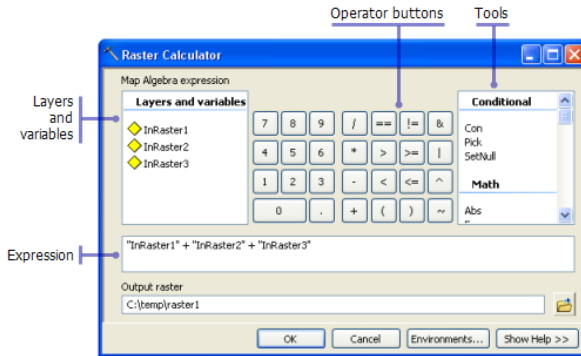 Operator buttons
Tools
Raster Calculator
Map Algebra expression
Layers and variables
Layers and variables
InRaster1
InRaster2
InRaster3
7 8 9 / == != &
4 5 6 * > >= |
1 2 3 - < <= ^
0 . + ( ) ~
Conditional
Con
Pick
SetNull
Math
Abs
Expression
"InRaster1" + "InRaster2" + "InRaster3"
Output raster
C:\temp\raster1
OK Cancel Environments... Show Help >>